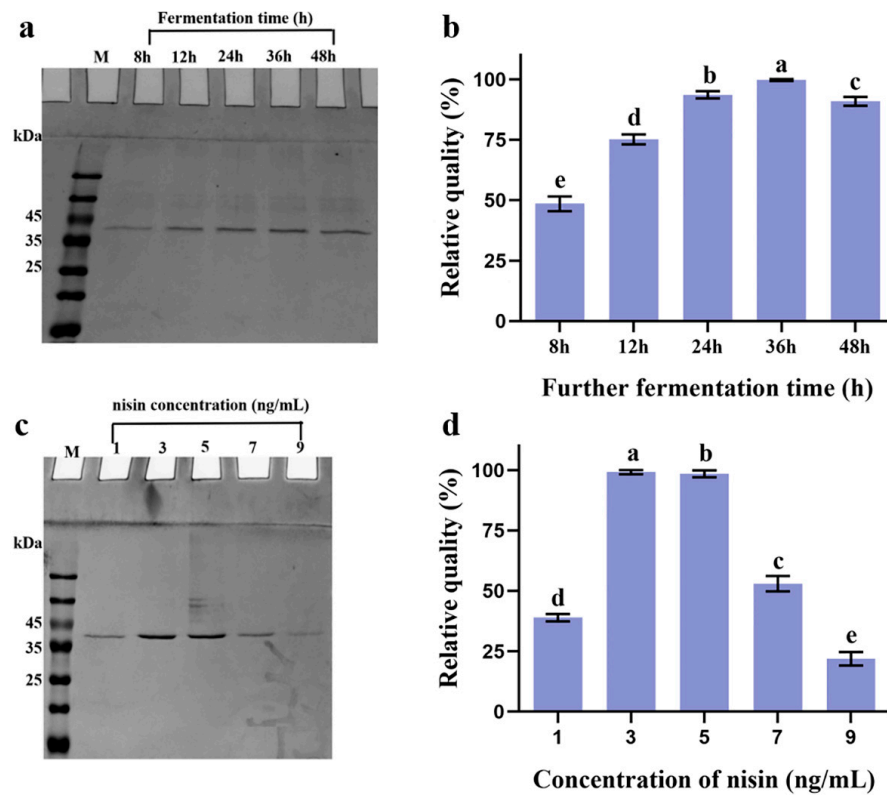 a
Fermentation time (h)
M 8h 12h 24h 36h 48h
kDa
45
35
25
b
Relative quality (%)
100
75
50
25
0
e d b a c
8h 12h 24h 36h 48h
Further fermentation time (h)
c
nisin concentration (ng/mL)
M 1 3 5 7 9
kDa
45
35
25
d
Relative quality (%)
100
75
50
25
0
d a b c e
1 3 5 7 9
Concentration of nisin (ng/mL)